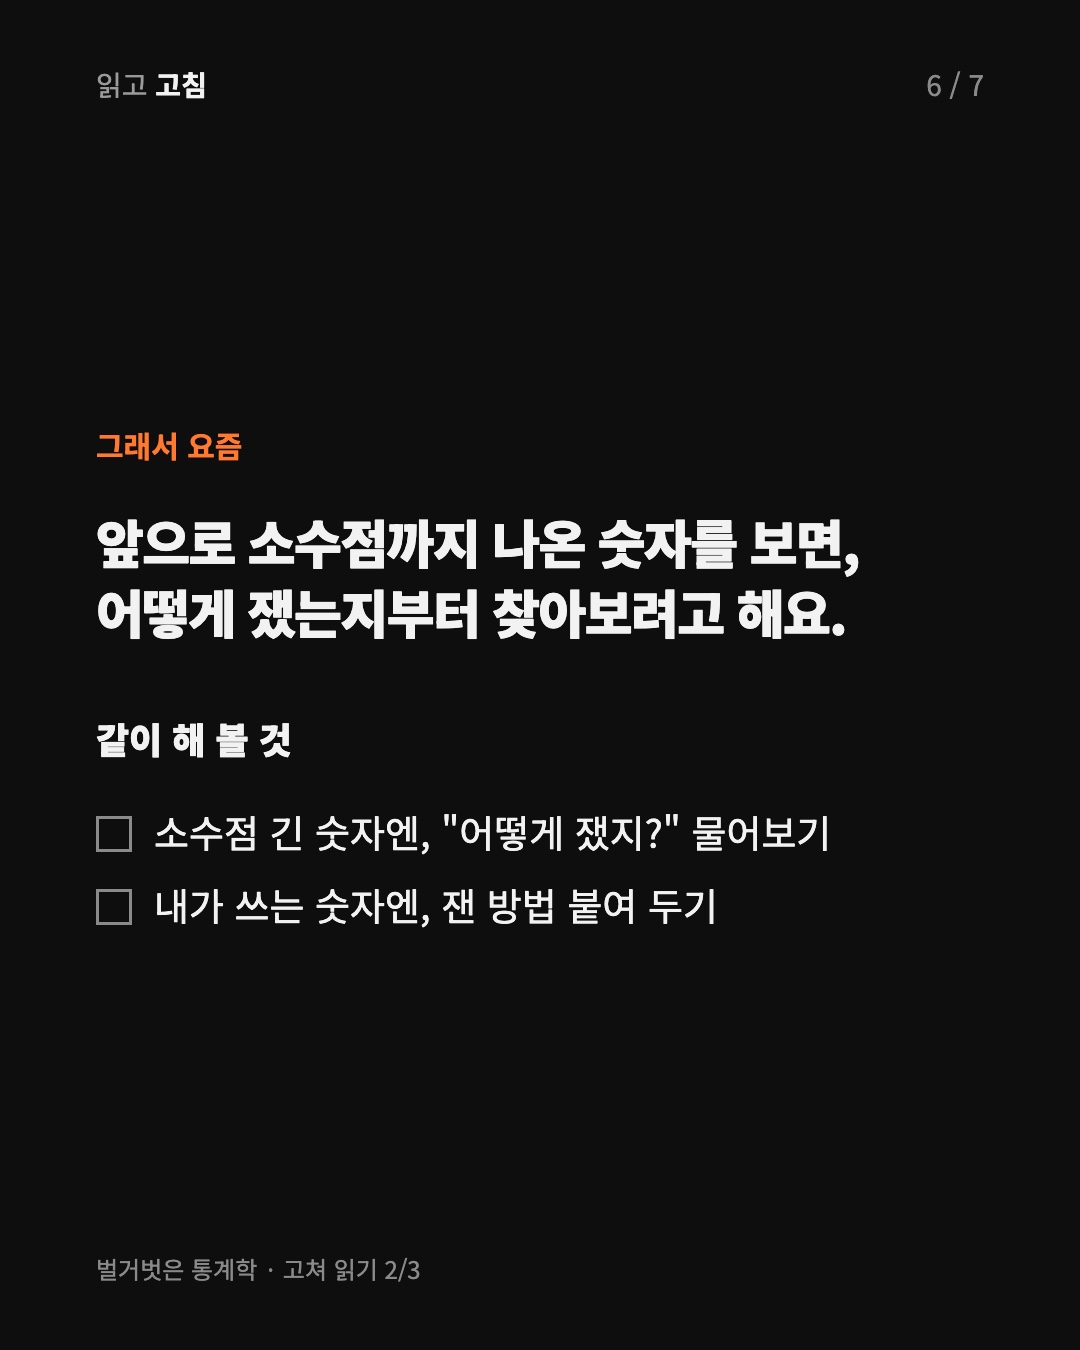 읽고 고침
6 / 7
그래서 요즘
앞으로 소수점까지 나온 숫자를 보면,
어떻게 쟀는지부터 찾아보려고 해요.
같이 해 볼 것
소수점 긴 숫자엔, "어떻게 쟀지?" 물어보기
내가 쓰는 숫자엔, 잰 방법 붙여 두기
벌거벗은 통계학 · 고쳐 읽기 2/3